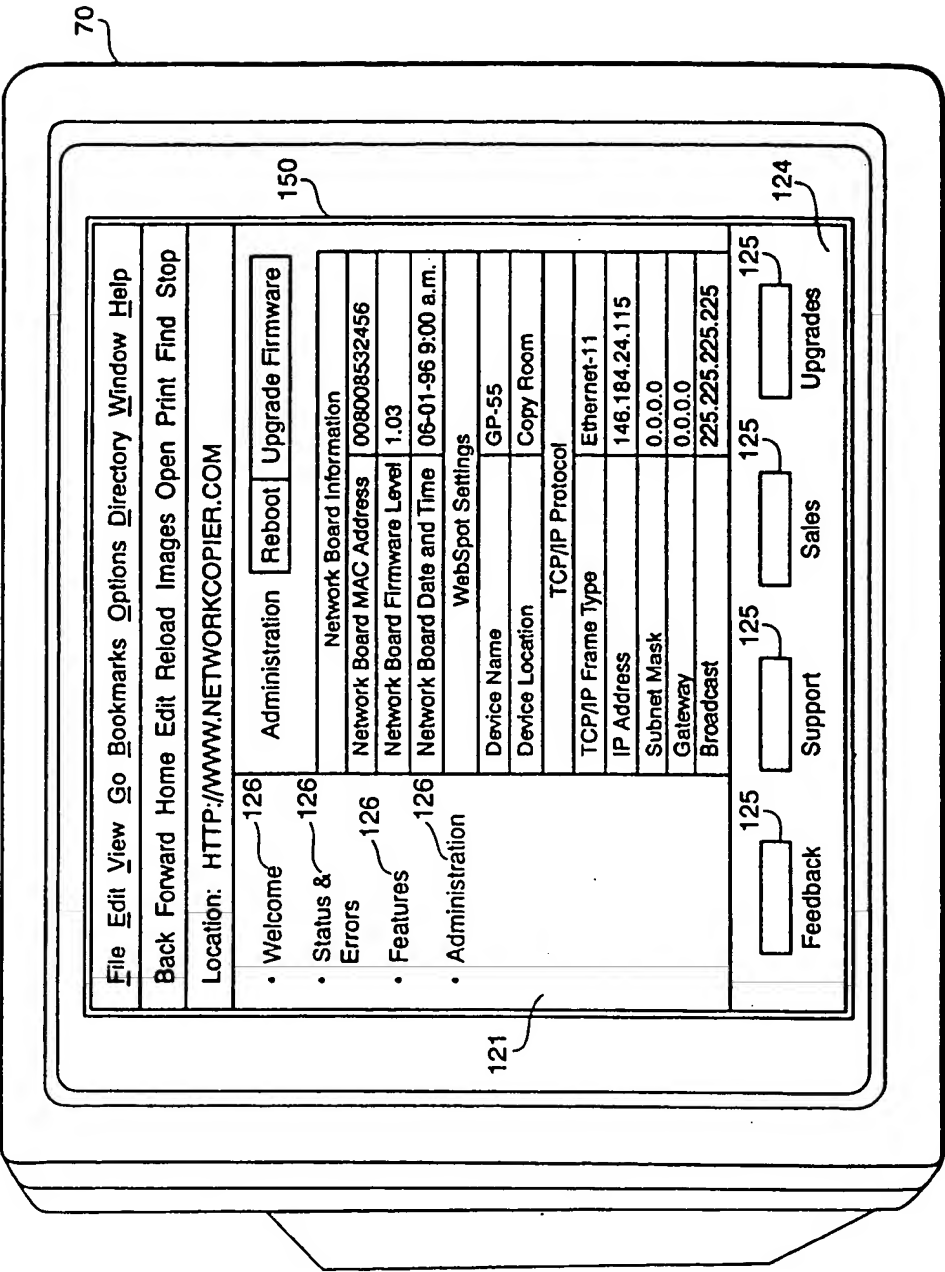 70
File Edit View Go Bookmarks Options Directory Window Help
Back Forward Home Edit Reload Images Open Print Find Stop
Location: HTTP://WWW.NETWORKCOPIER.COM
150
• Welcome 126
• Status & Errors 126
• Features 126
• Administration 126
121
Administration Reboot Upgrade Firmware
Network Board Information
Network Board MAC Address 008008532456
Network Board Firmware Level 1.03
Network Board Date and Time 06-01-96 9:00 a.m.
WebSpot Settings
Device Name GP-55
Device Location Copy Room
TCP/IP Protocol
TCP/IP Frame Type Ethernet-11
IP Address 146.184.24.115
Subnet Mask 0.0.0.0
Gateway 0.0.0.0
Broadcast 225.225.225.225
125 125 125 125
Feedback Support Sales Upgrades
124